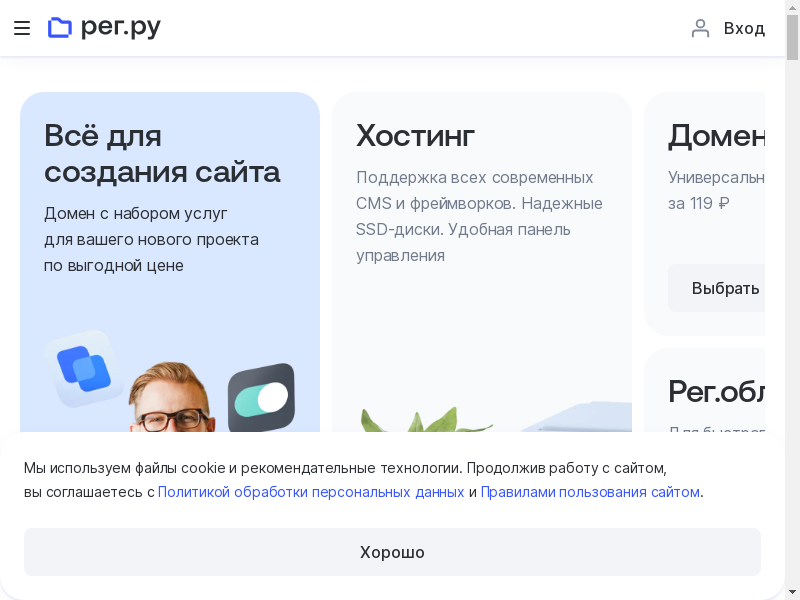 рег.ру
Вход
Всё для
создания сайта
Домен с набором услуг
для вашего нового проекта
по выгодной цене
Хостинг
Поддержка всех современных
CMS и фреймворков. Надежные
SSD-диски. Удобная панель
управления
Домен
Универсальн
за 119 ₽
Выбрать
Рег.обл
Для быстрог
Мы используем файлы cookie и рекомендательные технологии. Продолжив работу с сайтом,
вы соглашаетесь с Политикой обработки персональных данных и Правилами пользования сайтом.
Хорошо